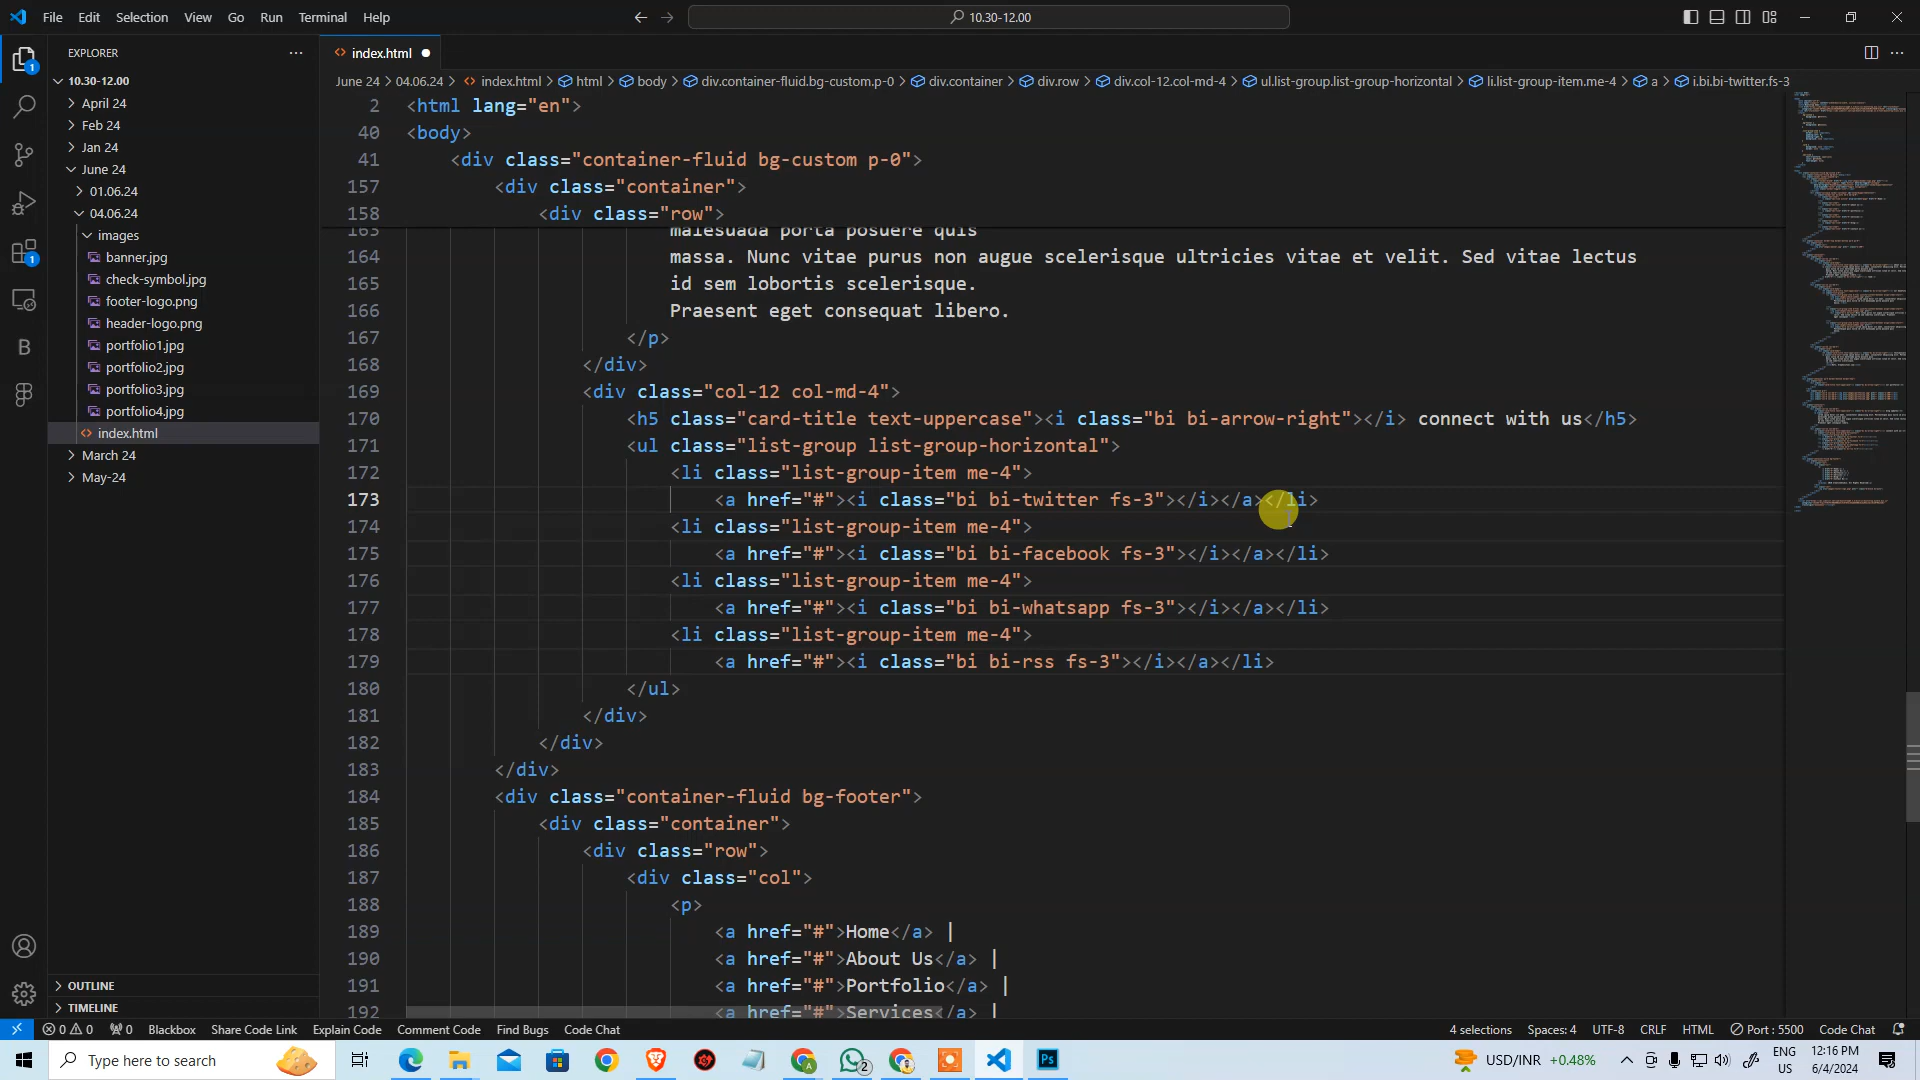 File Edit Selection View Go Run Terminal Help
10.30-12.00
EXPLORER
index.html
10.30-12.00
June 24 > 04.06.24 > index.html > html > body > div.container-fluid.bg-custom.p-0 > div.container > div.row > div.col-12.col-md-4 > ul.list-group.list-group-horizontal > li.list-group-item.me-4 > a > i.bi.bi-twitter.fs-3
April 24
Feb 24
Jan 24
June 24
01.06.24
04.06.24
images
banner.jpg
check-symbol.jpg
footer-logo.png
header-logo.png
portfolio1.jpg
portfolio2.jpg
portfolio3.jpg
portfolio4.jpg
index.html
March 24
May-24
OUTLINE
TIMELINE
2 <html lang="en">
40 <body>
41 <div class="container-fluid bg-custom p-0">
157 <div class="container">
158 <div class="row">
163 malesuada porta posuere quis
164 massa. Nunc vitae purus non augue scelerisque ultricies vitae et velit. Sed vitae lectus
165 id sem lobortis scelerisque.
166 Praesent eget consequat libero.
167 </p>
168 </div>
169 <div class="col-12 col-md-4">
170 <h5 class="card-title text-uppercase"><i class="bi bi-arrow-right"></i> connect with us</h5>
171 <ul class="list-group list-group-horizontal">
172 <li class="list-group-item me-4">
173 <a href="#"><i class="bi bi-twitter fs-3"></i></a></li>
174 <li class="list-group-item me-4">
175 <a href="#"><i class="bi bi-facebook fs-3"></i></a></li>
176 <li class="list-group-item me-4">
177 <a href="#"><i class="bi bi-whatsapp fs-3"></i></a></li>
178 <li class="list-group-item me-4">
179 <a href="#"><i class="bi bi-rss fs-3"></i></a></li>
180 </ul>
181 </div>
182 </div>
183 </div>
184 <div class="container-fluid bg-footer">
185 <div class="container">
186 <div class="row">
187 <div class="col">
188 <p>
189 <a href="#">Home</a> |
190 <a href="#">About Us</a> |
191 <a href="#">Portfolio</a> |
192 <a href="#">Services</a> |
0 0 0 Blackbox Share Code Link Explain Code Comment Code Find Bugs Code Chat 4 selections Spaces: 4 UTF-8 CRLF HTML Port : 5500 Code Chat
Type here to search
USD/INR +0.48%
ENG
US
12:16 PM
6/4/2024